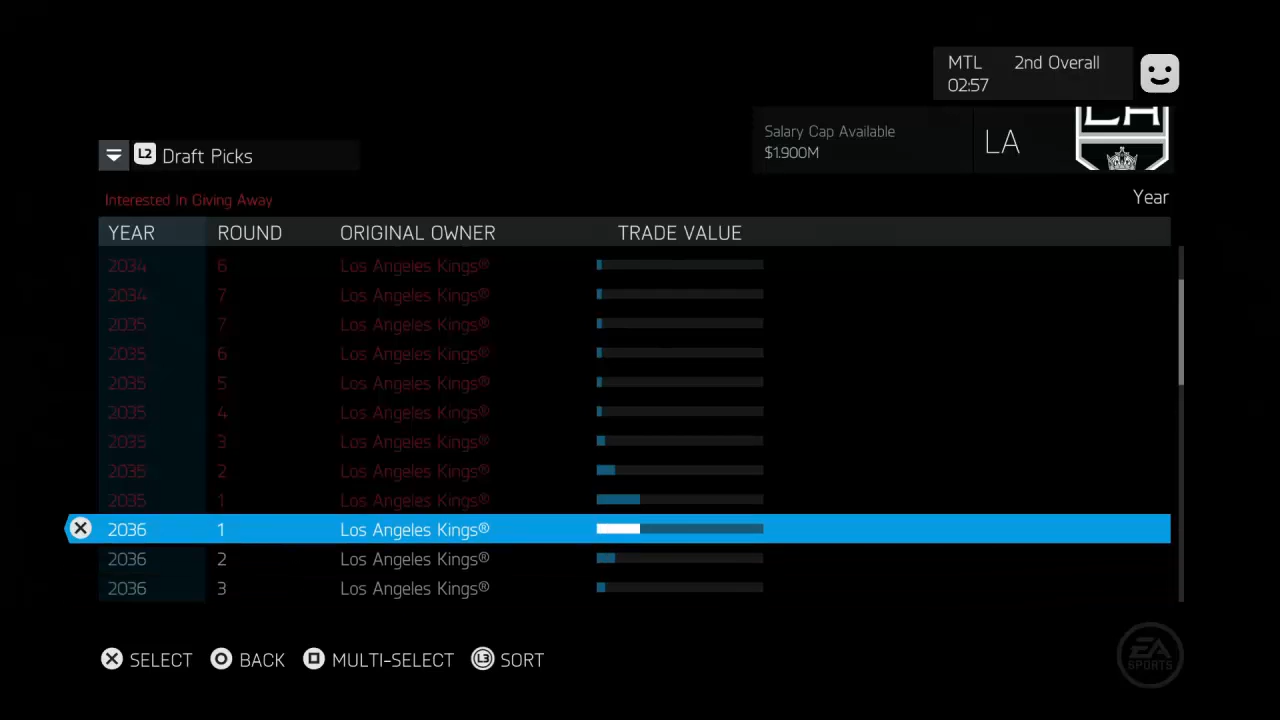 MTL 2nd Overall
02:57
Salary Cap Available
$1.900M
LA
LA
L2 Draft Picks
Interested In Giving Away
Year
YEAR ROUND ORIGINAL OWNER TRADE VALUE
2034 6 Los Angeles Kings®
2034 7 Los Angeles Kings®
2035 7 Los Angeles Kings®
2035 6 Los Angeles Kings®
2035 5 Los Angeles Kings®
2035 4 Los Angeles Kings®
2035 3 Los Angeles Kings®
2035 2 Los Angeles Kings®
2035 1 Los Angeles Kings®
2036 1 Los Angeles Kings®
2036 2 Los Angeles Kings®
2036 3 Los Angeles Kings®
SELECT BACK MULTI-SELECT L3 SORT
EA
SPORTS